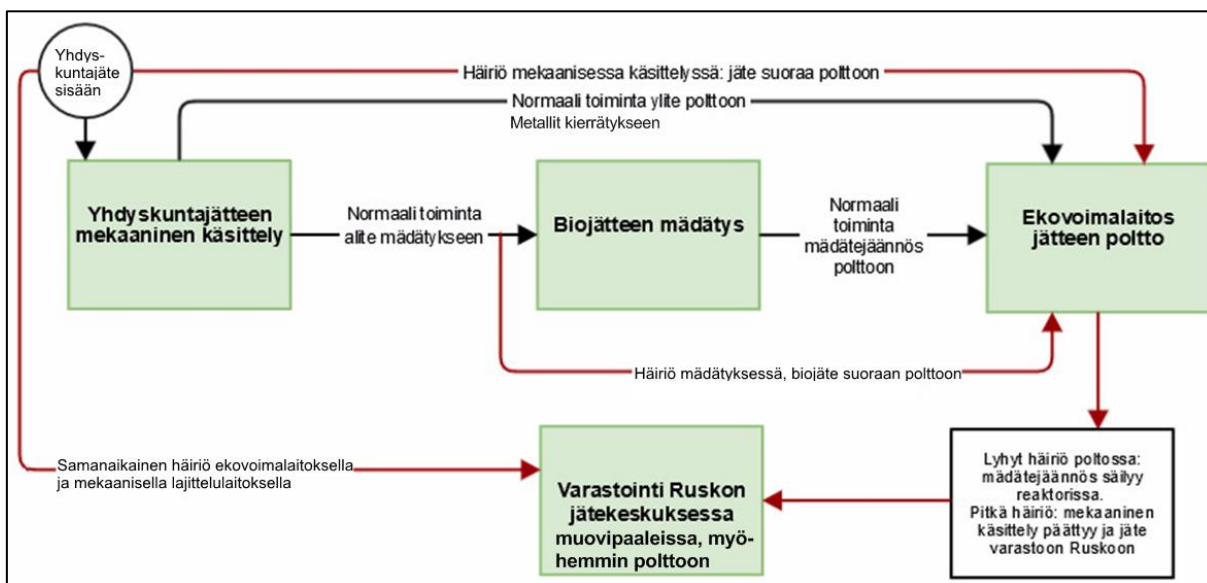 Yhdys-
kuntajäte
sisään
Häiriö mekaanisessa käsittelyssä: jäte suoraa polttoon
Normaali toiminta ylite polttoon
Metallit kierrätykseen
Yhdyskuntajätteen
mekaaninen käsittely
Normaali toiminta
alite mädätykseen
Biojätteen mädätys
Normaali
toiminta
mädätejäännös
polttoon
Ekovoimalaitos
jätteen poltto
Häiriö mädätyksessä, biojäte suoraan polttoon
Samanaikainen häiriö ekovoimalaitoksella
ja mekaanisella lajittelulaitoksella
Varastointi Ruskon
jätekeskuksessa
muovipaaleissa, myö-
hemmin polttoon
Lyhyt häiriö poltossa:
mädätejäännös säilyy
reaktorissa.
Pitkä häiriö: mekaaninen
käsittely päättyy ja jäte
varastoon Ruskoon